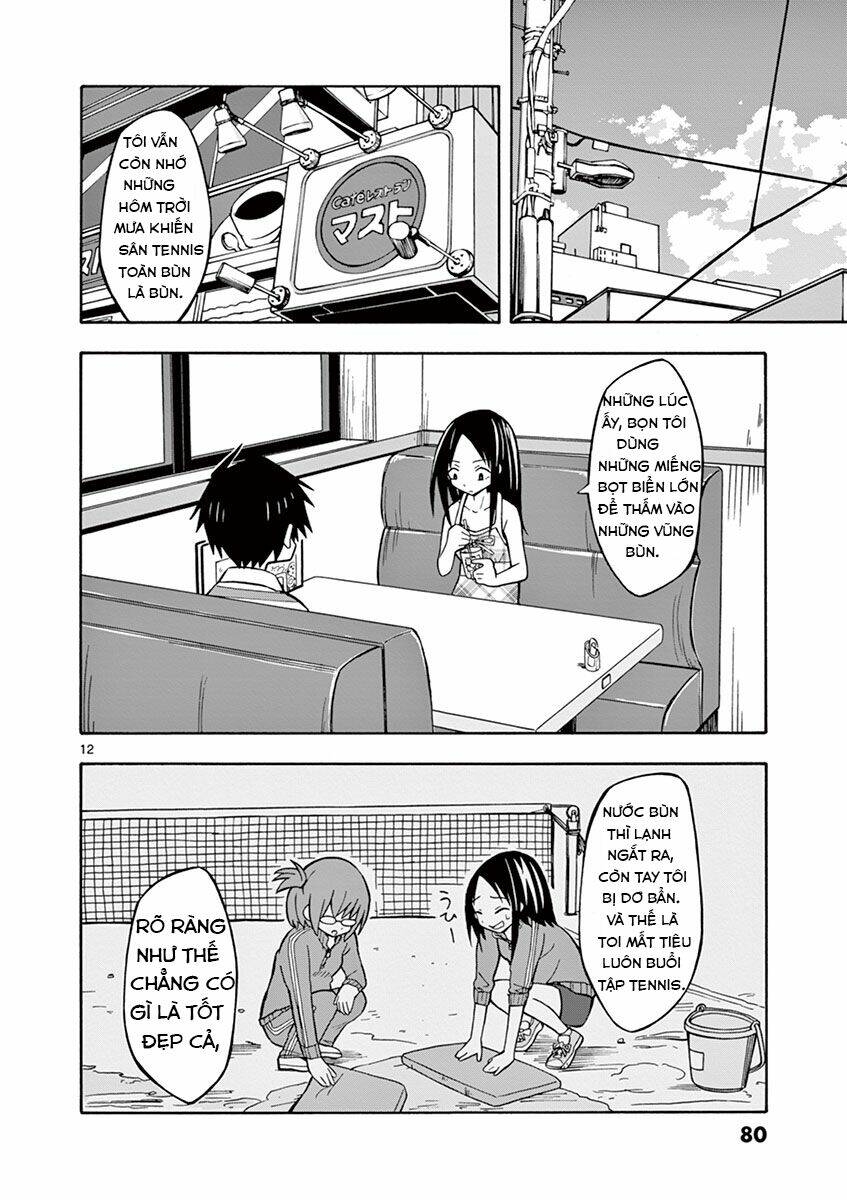 TÔI VẪN
CÒN NHỚ
NHỮNG
HÔM TRỜI
MƯA KHIẾN
SÂN TENNIS
TOÀN BÙN
LÀ BÙN.
Caféレストラン
マスト
スト
NHỮNG LÚC
ẤY, BỌN TÔI
DÙNG
NHỮNG MIẾNG
BỌT BIỂN LỚN
ĐỂ THẤM VÀO
NHỮNG VŨNG
BÙN.
12
NƯỚC BÙN
THÌ LẠNH
NGẮT RA,
CÒN TAY TÔI
BỊ DƠ BẨN.
VÀ THẾ LÀ
TOI MẤT TIÊU
LUÔN BUỔI
TẬP TENNIS.
うひー
RÕ RÀNG
NHƯ THẾ
CHẲNG CÓ
GÌ LÀ TỐT
ĐẸP CẢ,
80